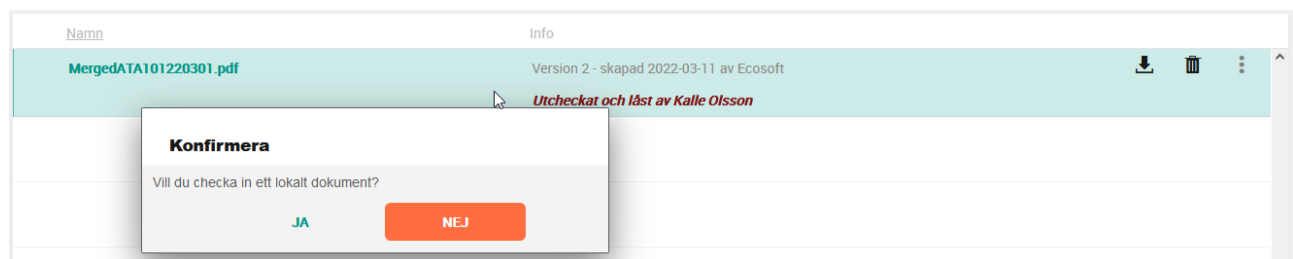 Namn Info
MergedATA101220301.pdf Version 2 - skapad 2022-03-11 av Ecosoft
Utcheckat och låst av Kalle Olsson
Konfirmera
Vill du checka in ett lokalt dokument?
JA NEJ